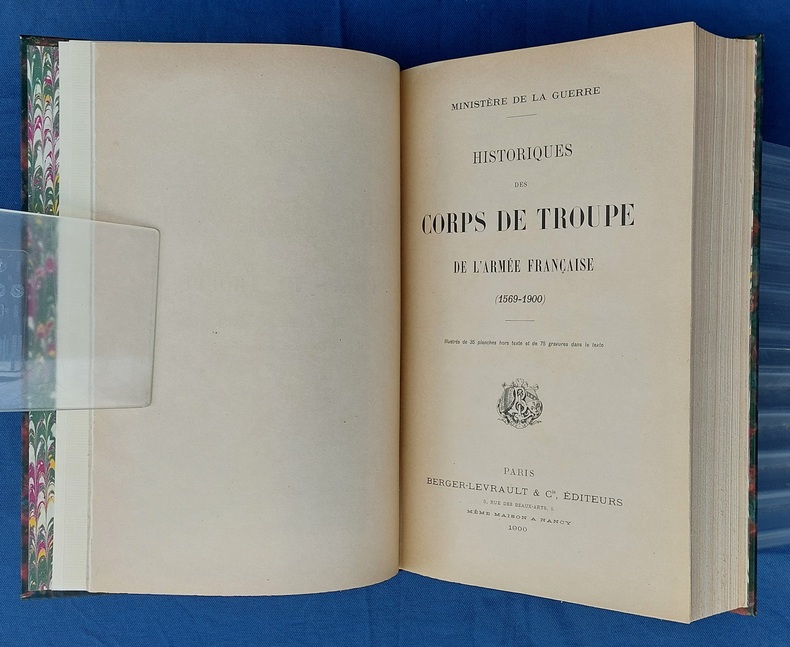 MINISTÈRE DE LA GUERRE
HISTORIQUES
DES
CORPS DE TROUPE
DE L'ARMÉE FRANÇAISE
(1569-1900)
Illustrés de 35 planches hors texte et de 75 gravures dans le texte
PARIS
BERGER-LEVRAULT & Cie, ÉDITEURS
5, RUE DES BEAUX-ARTS, 5
MÊME MAISON A NANCY
1900